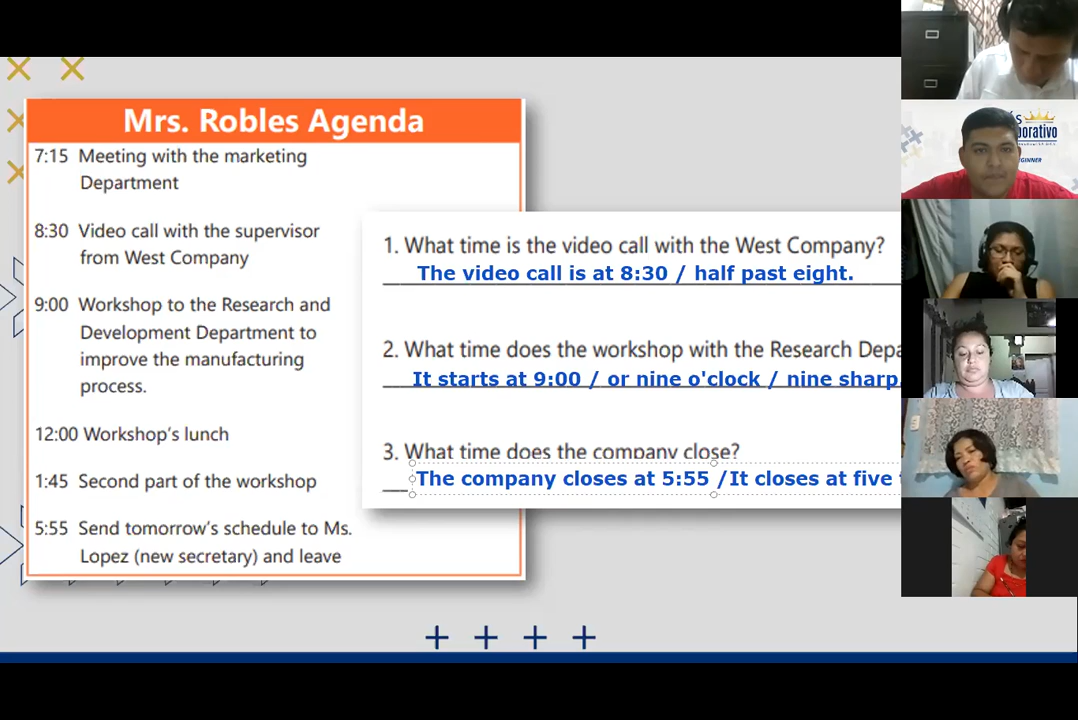 Mrs. Robles Agenda
7:15 Meeting with the marketing
Department
8:30 Video call with the supervisor
from West Company
9:00 Workshop to the Research and
Development Department to
improve the manufacturing
process.
12:00 Workshop's lunch
1:45 Second part of the workshop
5:55 Send tomorrow's schedule to Ms.
Lopez (new secretary) and leave
1. What time is the video call with the West Company?
The video call is at 8:30 / half past eight.
2. What time does the workshop with the Research Depa
It starts at 9:00 / or nine o'clock / nine sharp.
3. What time does the company close?
The company closes at 5:55 /It closes at five